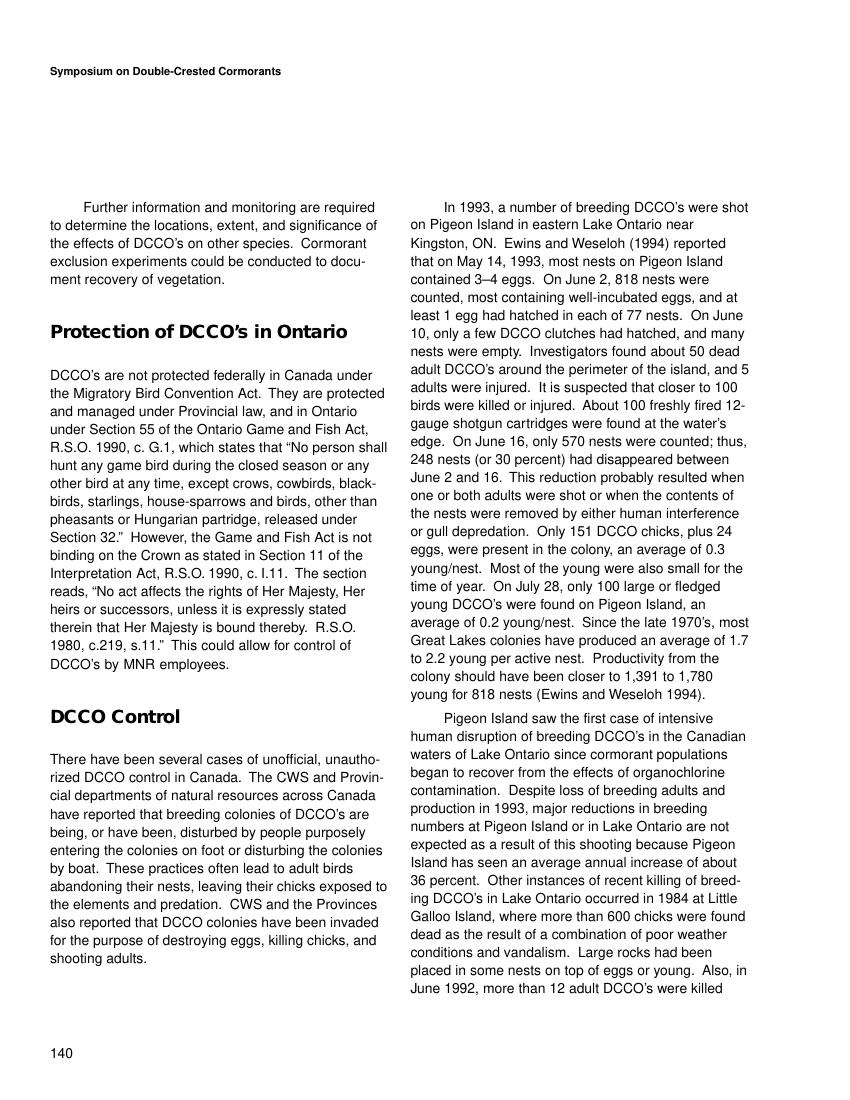 Symposium on Double-Crested Cormorants
Further information and monitoring are required
to determine the locations, extent, and significance of
the effects of DCCO's on other species.  Cormorant
exclusion experiments could be conducted to docu-
ment recovery of vegetation.
Protection of DCCO's in Ontario
DCCO's are not protected federally in Canada under
the Migratory Bird Convention Act.  They are protected
and managed under Provincial law, and in Ontario
under Section 55 of the Ontario Game and Fish Act,
R.S.O. 1990, c. G.1, which states that “No person shall
hunt any game bird during the closed season or any
other bird at any time, except crows, cowbirds, black-
birds, starlings, house-sparrows and birds, other than
pheasants or Hungarian partridge, released under
Section 32.”  However, the Game and Fish Act is not
binding on the Crown as stated in Section 11 of the
Interpretation Act, R.S.O. 1990, c. I.11.  The section
reads, “No act affects the rights of Her Majesty, Her
heirs or successors, unless it is expressly stated
therein that Her Majesty is bound thereby.  R.S.O.
1980, c.219, s.11.”  This could allow for control of
DCCO's by MNR employees.
DCCO Control
There have been several cases of unofficial, unautho-
rized DCCO control in Canada.  The CWS and Provin-
cial departments of natural resources across Canada
have reported that breeding colonies of DCCO's are
being, or have been, disturbed by people purposely
entering the colonies on foot or disturbing the colonies
by boat.  These practices often lead to adult birds
abandoning their nests, leaving their chicks exposed to
the elements and predation.  CWS and the Provinces
also reported that DCCO colonies have been invaded
for the purpose of destroying eggs, killing chicks, and
shooting adults.
In 1993, a number of breeding DCCO's were shot
on Pigeon Island in eastern Lake Ontario near
Kingston, ON.  Ewins and Weseloh (1994) reported
that on May 14, 1993, most nests on Pigeon Island
contained 3–4 eggs.  On June 2, 818 nests were
counted, most containing well-incubated eggs, and at
least 1 egg had hatched in each of 77 nests.  On June
10, only a few DCCO clutches had hatched, and many
nests were empty.  Investigators found about 50 dead
adult DCCO's around the perimeter of the island, and 5
adults were injured.  It is suspected that closer to 100
birds were killed or injured.  About 100 freshly fired 12-
gauge shotgun cartridges were found at the water's
edge.  On June 16, only 570 nests were counted; thus,
248 nests (or 30 percent) had disappeared between
June 2 and 16.  This reduction probably resulted when
one or both adults were shot or when the contents of
the nests were removed by either human interference
or gull depredation.  Only 151 DCCO chicks, plus 24
eggs, were present in the colony, an average of 0.3
young/nest.  Most of the young were also small for the
time of year.  On July 28, only 100 large or fledged
young DCCO's were found on Pigeon Island, an
average of 0.2 young/nest.  Since the late 1970's, most
Great Lakes colonies have produced an average of 1.7
to 2.2 young per active nest.  Productivity from the
colony should have been closer to 1,391 to 1,780
young for 818 nests (Ewins and Weseloh 1994).
Pigeon Island saw the first case of intensive
human disruption of breeding DCCO's in the Canadian
waters of Lake Ontario since cormorant populations
began to recover from the effects of organochlorine
contamination.  Despite loss of breeding adults and
production in 1993, major reductions in breeding
numbers at Pigeon Island or in Lake Ontario are not
expected as a result of this shooting because Pigeon
Island has seen an average annual increase of about
36 percent.  Other instances of recent killing of breed-
ing DCCO's in Lake Ontario occurred in 1984 at Little
Galloo Island, where more than 600 chicks were found
dead as the result of a combination of poor weather
conditions and vandalism.  Large rocks had been
placed in some nests on top of eggs or young.  Also, in
June 1992, more than 12 adult DCCO's were killed
140